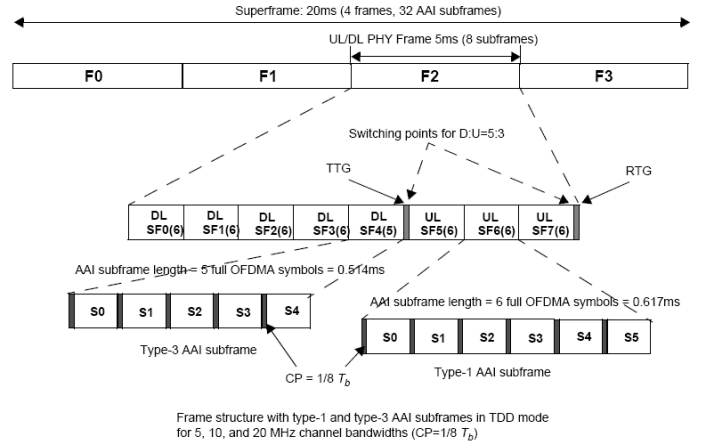 Superframe: 20ms (4 frames, 32 AAI subframes)
UL/DL PHY Frame 5ms (8 subframes)
F0 F1 F2 F3
Switching points for D:U=5:3
TTG RTG
DL DL DL DL DL UL UL UL
SF0(6) SF1(6) SF2(6) SF3(6) SF4(5) SF5(6) SF6(6) SF7(6)
AAI subframe length = 5 full OFDMA symbols = 0.514ms
AAI subframe length = 6 full OFDMA symbols = 0.617ms
S0 S1 S2 S3 S4
S0 S1 S2 S3 S4 S5
Type-3 AAI subframe
Type-1 AAI subframe
CP = 1/8 Tb
Frame structure with type-1 and type-3 AAI subframes in TDD mode
for 5, 10, and 20 MHz channel bandwidths (CP=1/8 Tb)